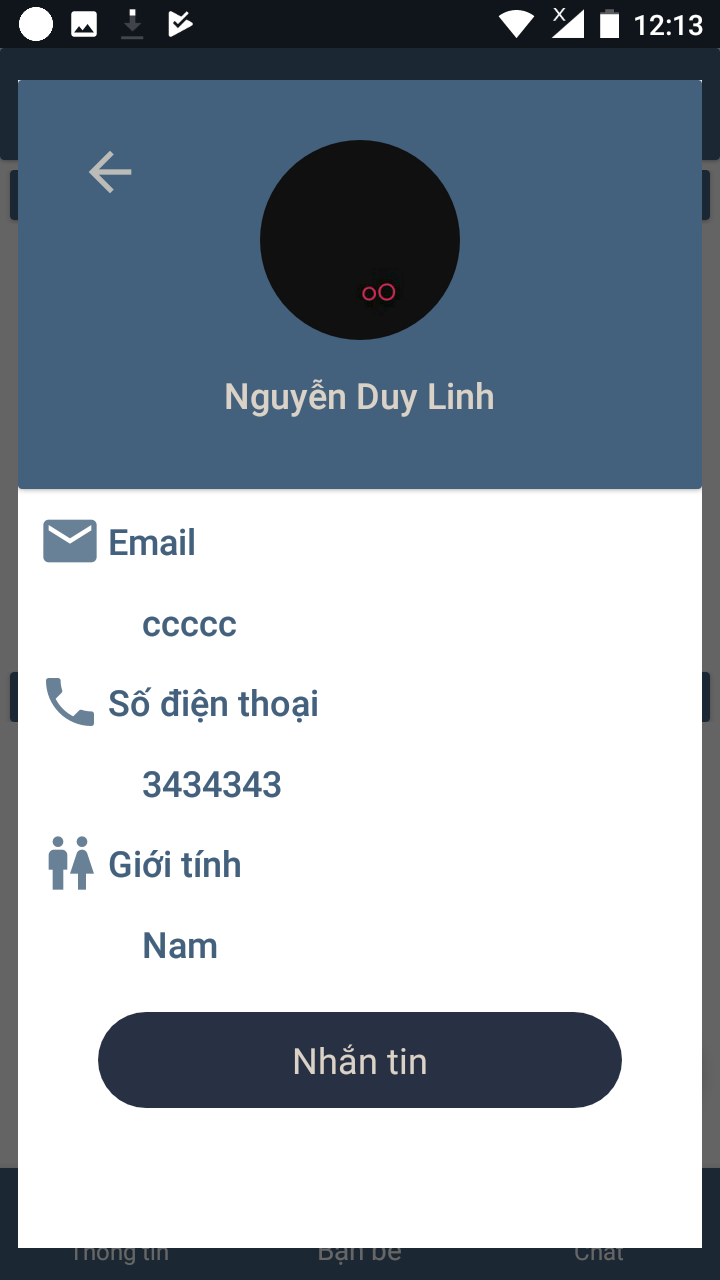 12:13
Nguyễn Duy Linh
Email
ccccc
Số điện thoại
3434343
Giới tính
Nam
Nhắn tin
Thông tin Bạn bè Chat